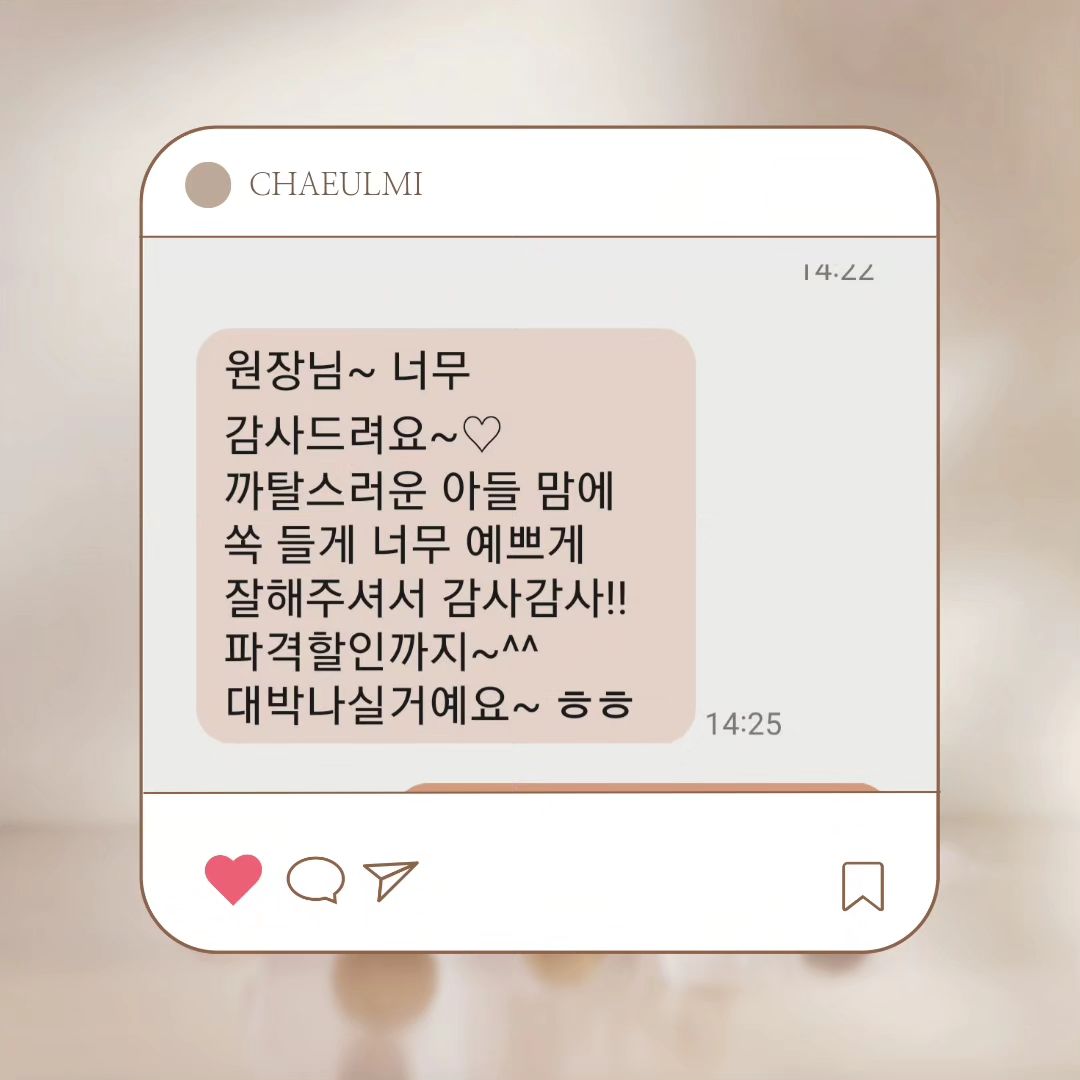 CHAEULMI
14:22
원장님~ 너무
감사드려요~♡
까탈스러운 아들 맘에
쏙 들게 너무 예쁘게
잘해주셔서 감사감사!!
파격할인까지~^^
대박나실거예요~ ㅎㅎ
14:25